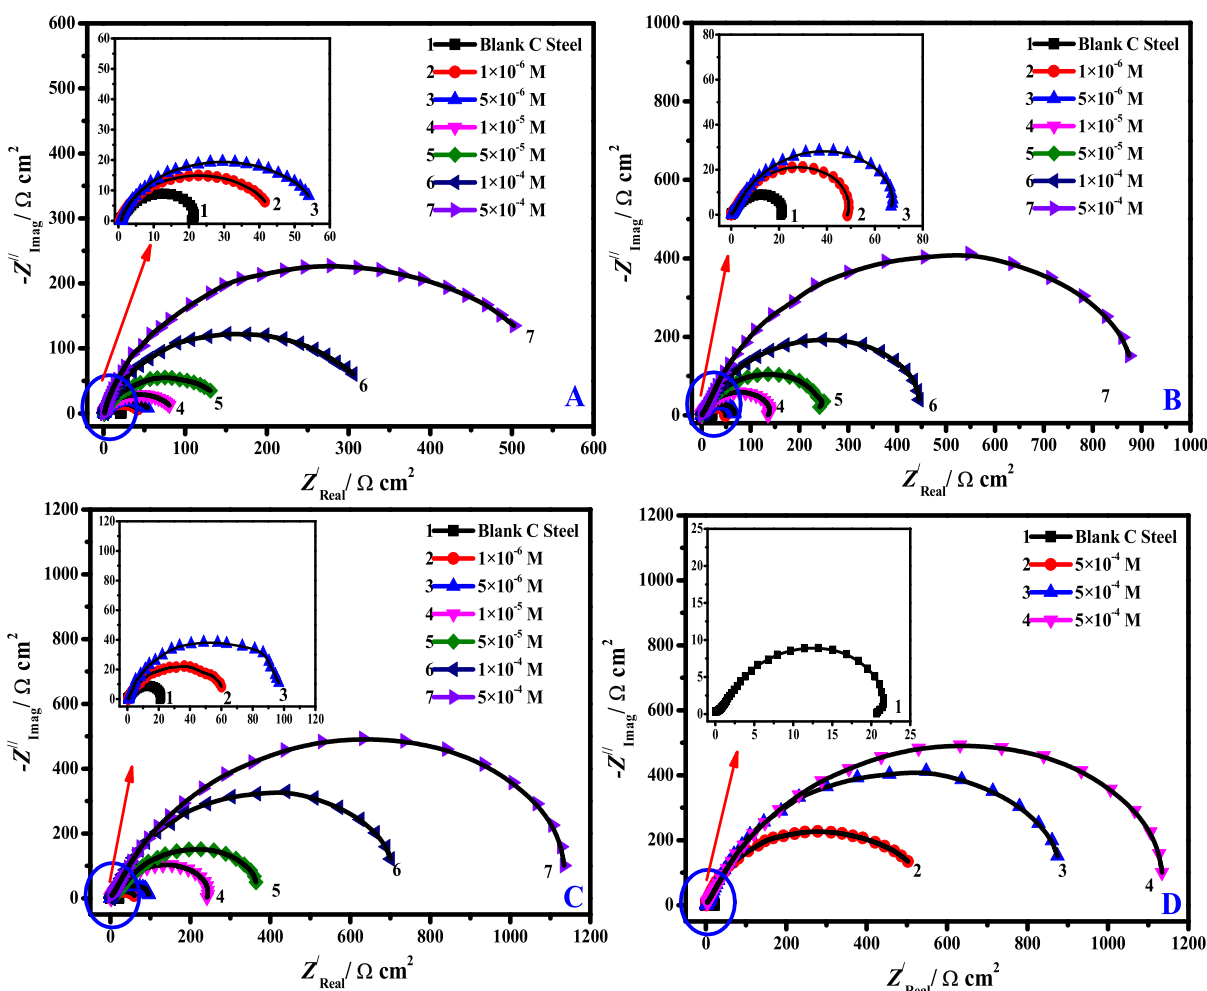 600
500
400
300
200
100
0
0 100 200 300 400 500 600
-Z// Imag/ Ω cm2
Z/ Real/ Ω cm2
1 Blank C Steel
2 1×10-6 M
3 5×10-6 M
4 1×10-5 M
5 5×10-5 M
6 1×10-4 M
7 5×10-4 M
60
50
40
30
20
10
0
0 10 20 30 40 50 60
1 2 3
4 5 6 7
A
1000
800
600
400
200
0
0 100 200 300 400 500 600 700 800 900 1000
-Z// Imag/ Ω cm2
Z/ Real/ Ω cm2
1 Blank C Steel
2 1×10-6 M
3 5×10-6 M
4 1×10-5 M
5 5×10-5 M
6 1×10-4 M
7 5×10-4 M
80
60
40
20
0
0 20 40 60 80
1 2 3
4 5 6 7
B
1200
1000
800
600
400
200
0
0 200 400 600 800 1000 1200
-Z// Imag/ Ω cm2
Z/ Real/ Ω cm2
1 Blank C Steel
2 1×10-6 M
3 5×10-6 M
4 1×10-5 M
5 5×10-5 M
6 1×10-4 M
7 5×10-4 M
120
100
80
60
40
20
0
0 20 40 60 80 100 120
1 2 3
4 5 6 7
C
1200
1000
800
600
400
200
0
0 200 400 600 800 1000 1200
-Z// Imag/ Ω cm2
Z/ Real/ Ω cm2
1 Blank C Steel
2 5×10-4 M
3 5×10-4 M
4 5×10-4 M
25
20
15
10
5
0
0 5 10 15 20 25
1
2 3 4
D